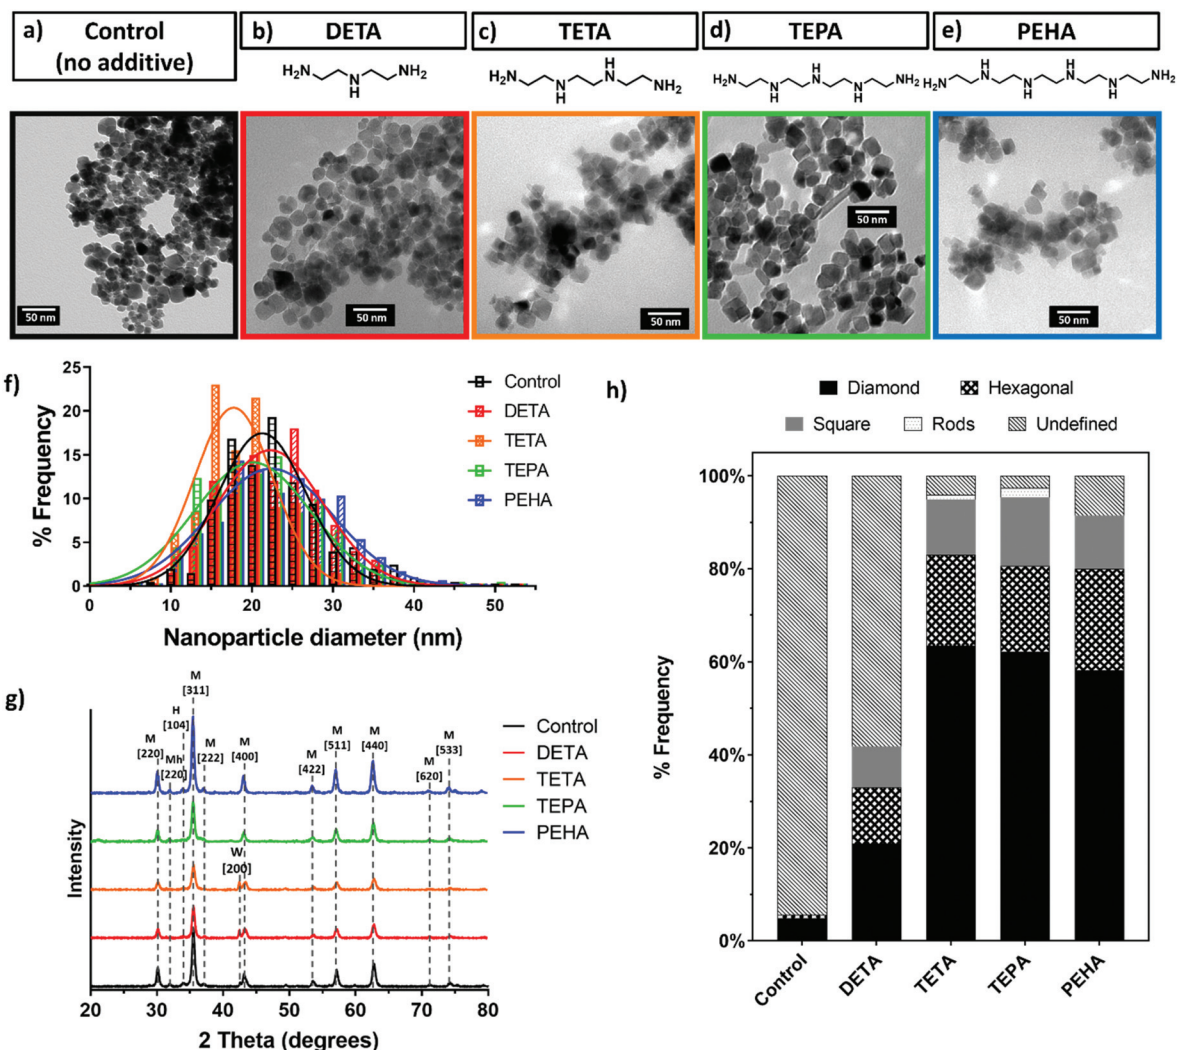 a) Control
(no additive)
b) DETA
c) TETA
d) TEPA
e) PEHA
H₂N N H NH₂
H₂N N H H N NH₂
H₂N N H H N N H NH₂
H₂N H N N H H N N H NH₂
50 nm
50 nm
50 nm
50 nm
50 nm
f)
% Frequency
25
20
15
10
5
0
0 10 20 30 40 50
Nanoparticle diameter (nm)
Control
DETA
TETA
TEPA
PEHA
g)
Intensity
M
[220]
Mh
[220]
H
[104]
M
[311]
M
[222]
M
[400]
M
[422]
M
[511]
M
[440]
M
[620]
M
[533]
W
[200]
20 30 40 50 60 70 80
2 Theta (degrees)
Control
DETA
TETA
TEPA
PEHA
h)
Diamond Hexagonal
Square Rods Undefined
% Frequency
100%
80%
60%
40%
20%
0%
Control DETA TETA TEPA PEHA